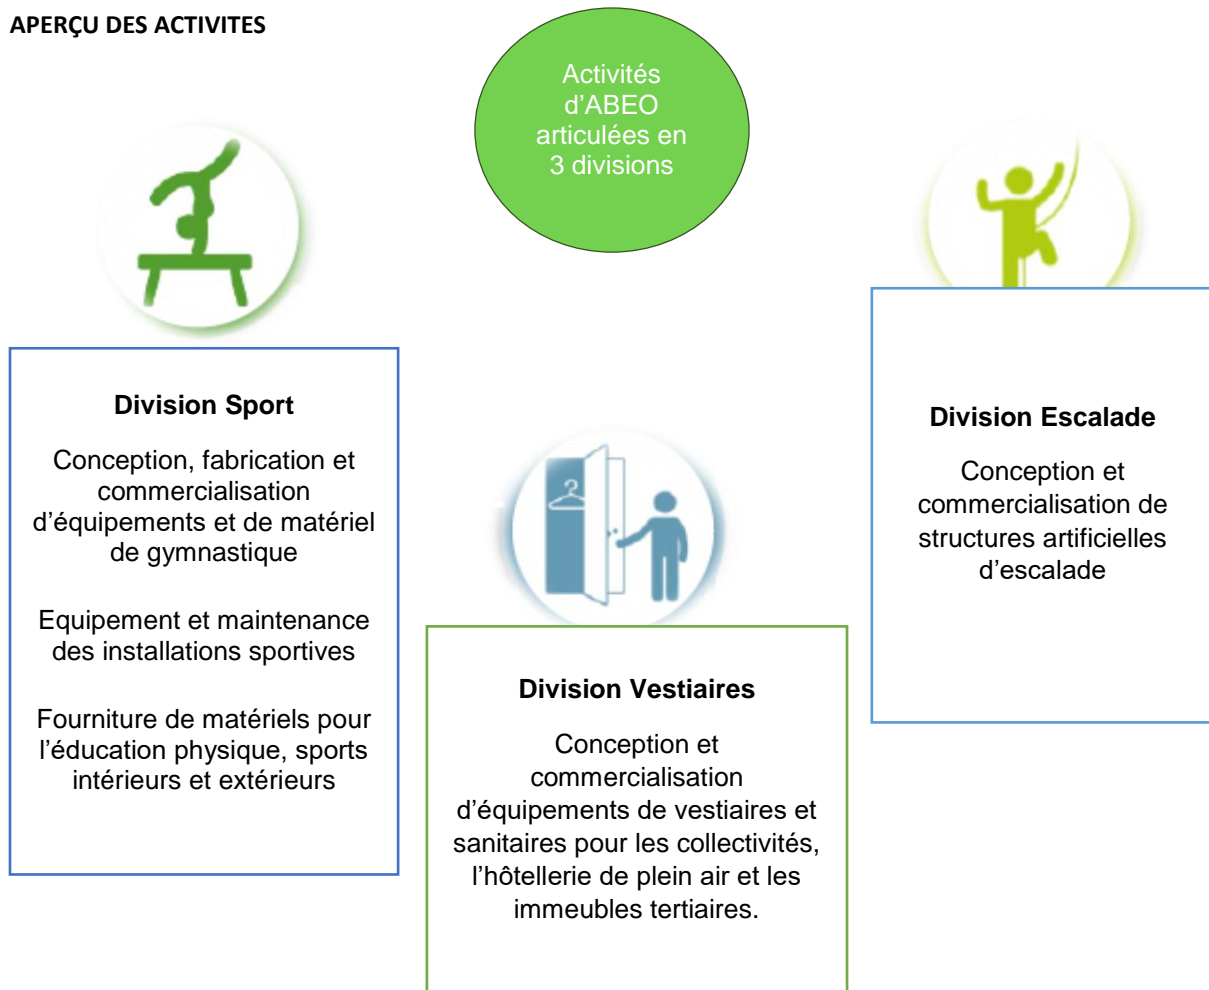 APERÇU DES ACTIVITES
Activités
d’ABEO
articulées en
3 divisions
Division Sport
Conception, fabrication et
commercialisation
d’équipements et de matériel
de gymnastique
Equipement et maintenance
des installations sportives
Fourniture de matériels pour
l’éducation physique, sports
intérieurs et extérieurs
Division Vestiaires
Conception et
commercialisation
d’équipements de vestiaires et
sanitaires pour les collectivités,
l’hôtellerie de plein air et les
immeubles tertiaires.
Division Escalade
Conception et
commercialisation de
structures artificielles
d’escalade